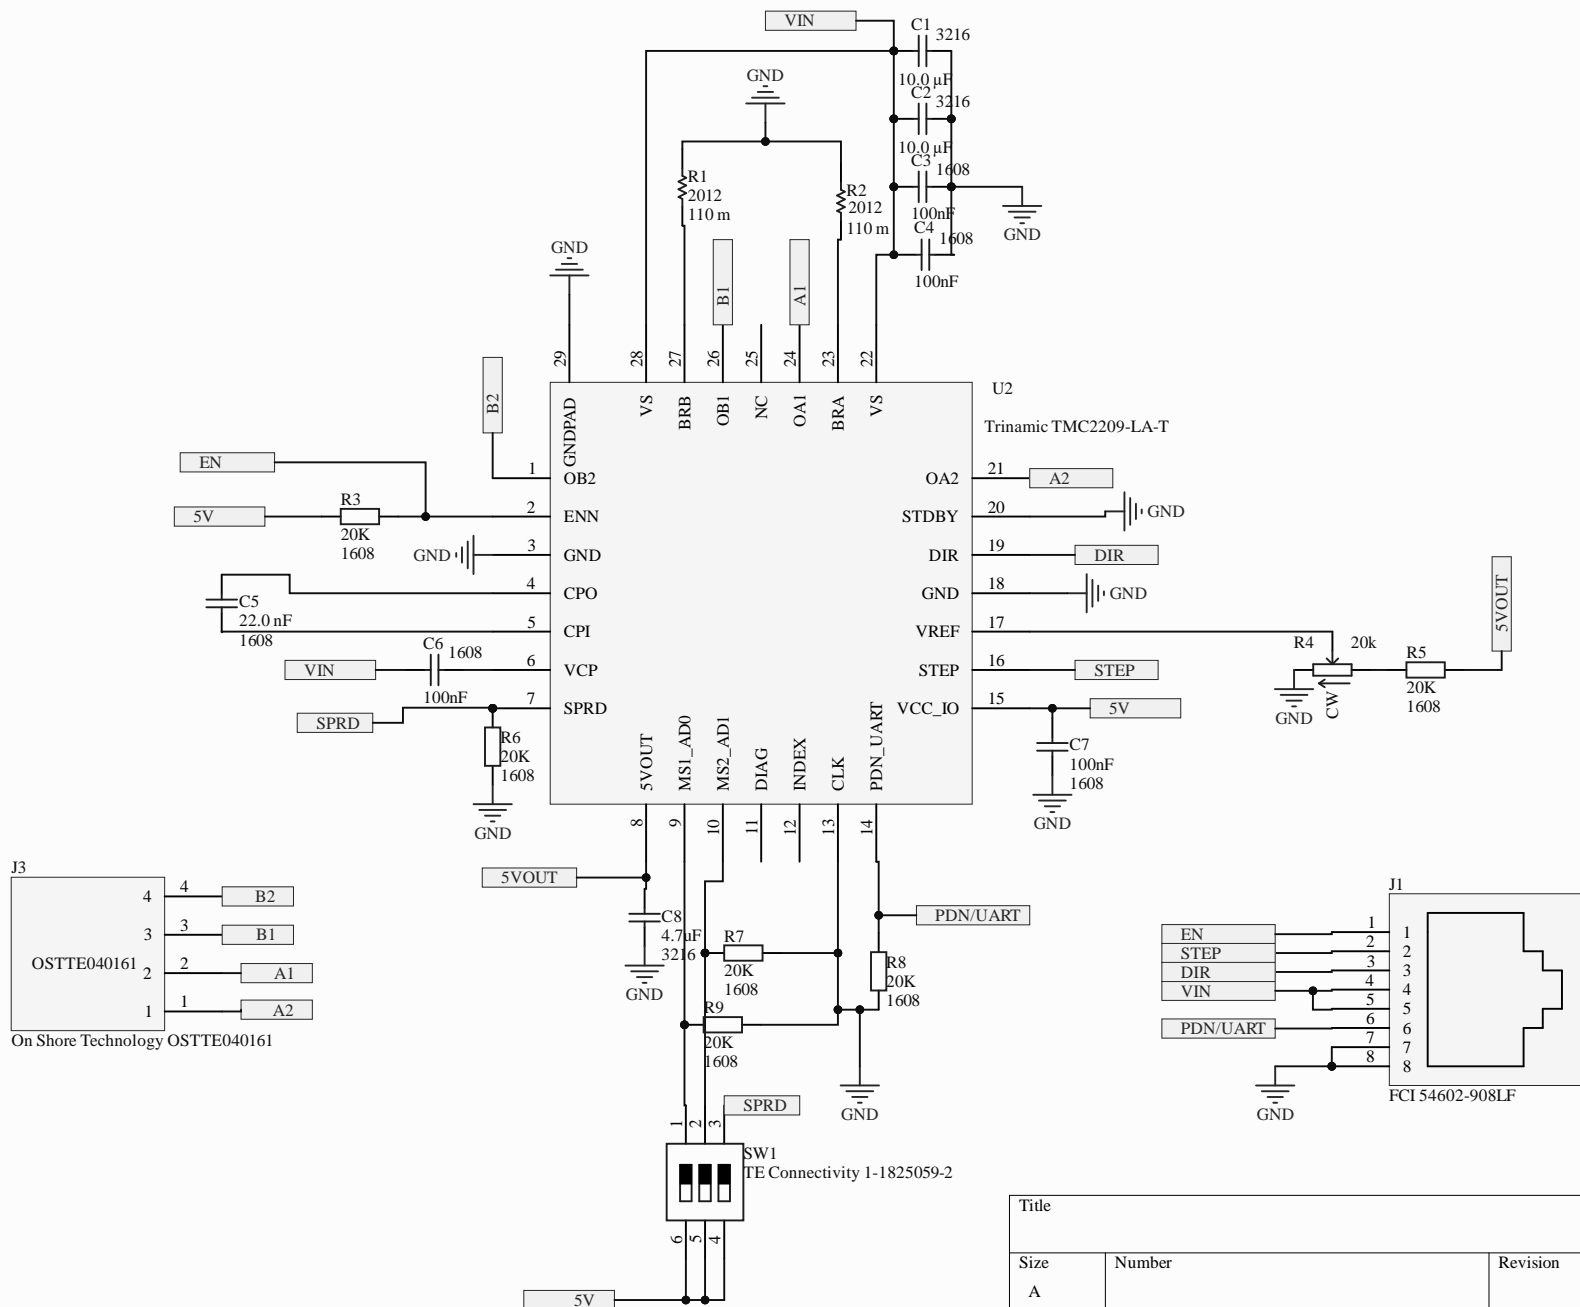 VIN
C1
3216
10.0 µF
C2
3216
10.0 µF
C3
1608
100nF
C4
1608
100nF
GND
GND
R1
2012
110 m
R2
2012
110 m
GND
B1
A1
29
28
27
26
25
24
23
22
GNDPAD
VS
BRB
OB1
NC
OA1
BRA
VS
U2
Trinamic TMC2209-LA-T
B2
EN
5V
R3
20K
1608
GND
C5
22.0 nF
1608
C6
1608
100nF
VIN
SPRD
R6
20K
1608
GND
1 OB2
2 ENN
3 GND
4 CPO
5 CPI
6 VCP
7 SPRD
OA2 21 A2
STDBY 20 GND
DIR 19 DIR
GND 18 GND
VREF 17
STEP 16 STEP
VCC_IO 15 5V
R4
20k
CW
GND
R5
20K
1608
5VOUT
C7
100nF
1608
GND
5VOUT
MS1_AD0
MS2_AD1
DIAG
INDEX
CLK
PDN_UART
8
9
10
11
12
13
14
5VOUT
C8
4.7uF
3216
GND
R7
20K
1608
R9
20K
1608
R8
20K
1608
PDN/UART
GND
J3
OSTTE040161
4 4 B2
3 3 B1
2 2 A1
1 1 A2
On Shore Technology OSTTE040161
J1
EN 1 1
STEP 2 2
DIR 3 3
VIN 4 4
5 5
PDN/UART 6 6
7 7
8 8
GND
FCI 54602-908LF
SPRD
1
2
3
SW1
TE Connectivity 1-1825059-2
6
5
4
5V
Title
Size
Number
Revision
A